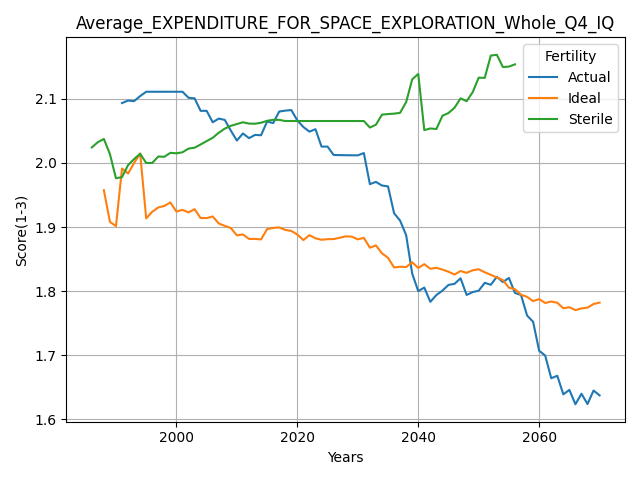 Average_EXPENDITURE_FOR_SPACE_EXPLORATION_Whole_Q4_IQ
Fertility
Actual
Ideal
Sterile
Score(1-3)
2.1
2.0
1.9
1.8
1.7
1.6
2000 2020 2040 2060
Years